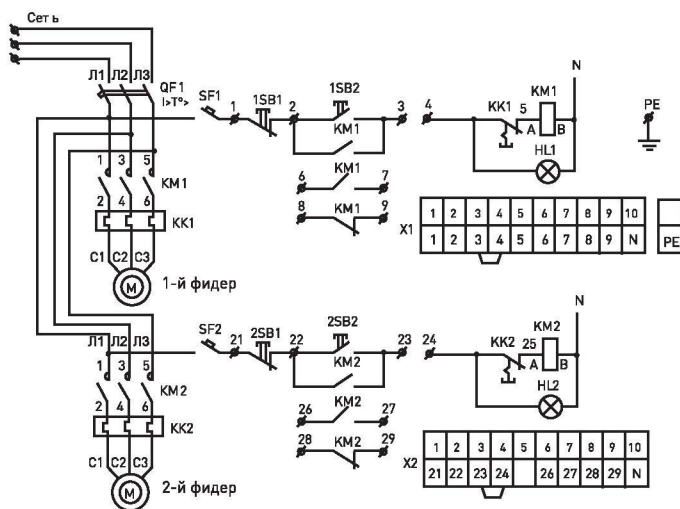 Сеть
Л1 Л2 Л3
QF1
I>T°>
SF1 1 1SB1 2 1SB2 3 4 KK1 5 KM1 N
A B
PE
KM1
HL1
1 3 5
KM1
2 4 6
KK1
C1 C2 C3
M
1-й фидер
6 KM1 7
8 KM1 9
X1
1 2 3 4 5 6 7 8 9 10
1 2 3 4 5 6 7 8 9 N
PE
Л1 Л2 Л3
SF2 21 2SB1 22 2SB2 23 24 KK2 25 KM2 N
A B
KM2
HL2
1 3 5
KM2
2 4 6
KK2
C1 C2 C3
M
2-й фидер
26 KM2 27
28 KM2 29
X2
1 2 3 4 5 6 7 8 9 10
21 22 23 24 26 27 28 29 N